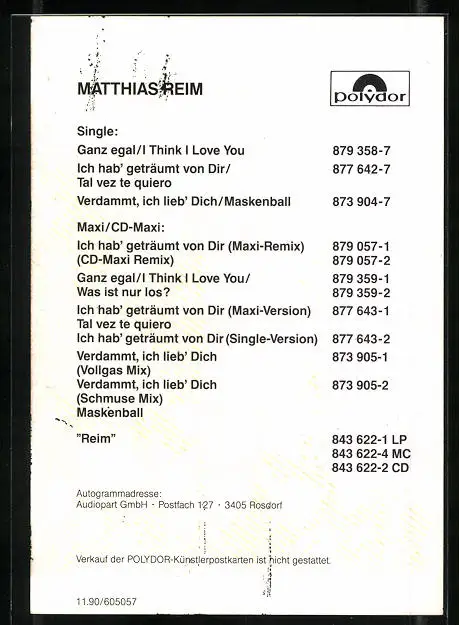 MATTHIAS REIM
polydor
Single:
Ganz egal/I Think I Love You 879 358-7
Ich hab' geträumt von Dir/ 877 642-7
Tal vez te quiero
Verdammt, ich lieb' Dich/Maskenball 873 904-7
Maxi/CD-Maxi:
Ich hab' geträumt von Dir (Maxi-Remix) 879 057-1
(CD-Maxi Remix) 879 057-2
Ganz egal/I Think I Love You/ 879 359-1
Was ist nur los? 879 359-2
Ich hab' geträumt von Dir (Maxi-Version) 877 643-1
Tal vez te quiero
Ich hab' geträumt von Dir (Single-Version) 877 643-2
Verdammt, ich lieb' Dich 873 905-1
(Vollgas Mix)
Verdammt, ich lieb' Dich 873 905-2
(Schmuse Mix)
Maskenball
"Reim" 843 622-1 LP
843 622-4 MC
843 622-2 CD
Autogrammadresse:
Audiopart GmbH · Postfach 127 · 3405 Rosdorf
Verkauf der POLYDOR-Künstlerpostkarten ist nicht gestattet.
11.90/605057